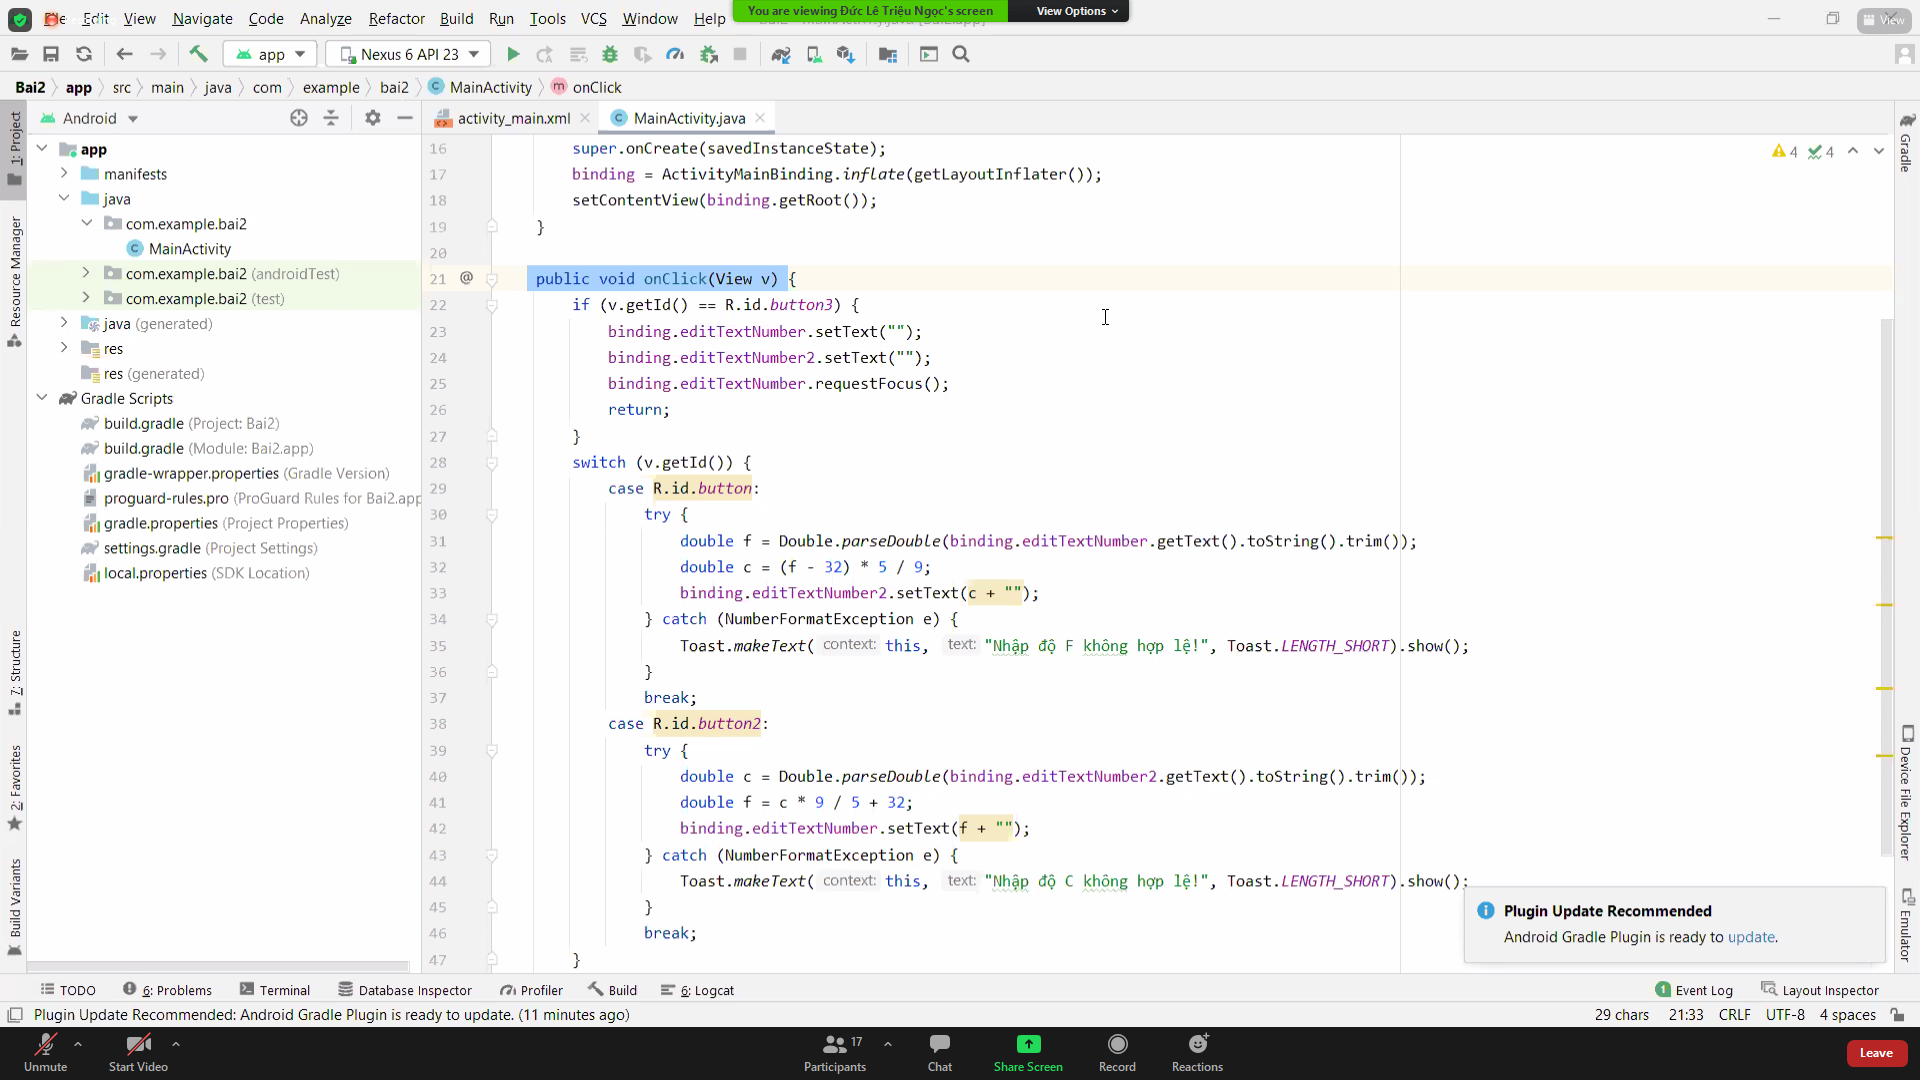 File Edit View Navigate Code Analyze Refactor Build Run Tools VCS Window Help
You are viewing Đức Lê Triệu Ngọc's screen View Options
View
app Nexus 6 API 23
Bai2 app src main java com example bai2 MainActivity onClick
Android
activity_main.xml MainActivity.java
1: Project
Resource Manager
7: Structure
2: Favorites
Build Variants
app
manifests
java
com.example.bai2
MainActivity
com.example.bai2 (androidTest)
com.example.bai2 (test)
java (generated)
res
res (generated)
Gradle Scripts
build.gradle (Project: Bai2)
build.gradle (Module: Bai2.app)
gradle-wrapper.properties (Gradle Version)
proguard-rules.pro (ProGuard Rules for Bai2.app
gradle.properties (Project Properties)
settings.gradle (Project Settings)
local.properties (SDK Location)
4 4
16 super.onCreate(savedInstanceState);
17 binding = ActivityMainBinding.inflate(getLayoutInflater());
18 setContentView(binding.getRoot());
19 }
20
21 @ public void onClick(View v) {
22 if (v.getId() == R.id.button3) {
23 binding.editTextNumber.setText("");
24 binding.editTextNumber2.setText("");
25 binding.editTextNumber.requestFocus();
26 return;
27 }
28 switch (v.getId()) {
29 case R.id.button:
30 try {
31 double f = Double.parseDouble(binding.editTextNumber.getText().toString().trim());
32 double c = (f - 32) * 5 / 9;
33 binding.editTextNumber2.setText(c + "");
34 } catch (NumberFormatException e) {
35 Toast.makeText( context: this, text: "Nhập độ F không hợp lệ!", Toast.LENGTH_SHORT).show();
36 }
37 break;
38 case R.id.button2:
39 try {
40 double c = Double.parseDouble(binding.editTextNumber2.getText().toString().trim());
41 double f = c * 9 / 5 + 32;
42 binding.editTextNumber.setText(f + "");
43 } catch (NumberFormatException e) {
44 Toast.makeText( context: this, text: "Nhập độ C không hợp lệ!", Toast.LENGTH_SHORT).show();
45 }
46 break;
47 }
Gradle
Device File Explorer
Emulator
Plugin Update Recommended
Android Gradle Plugin is ready to update.
TODO 6: Problems Terminal Database Inspector Profiler Build 6: Logcat 1 Event Log Layout Inspector
Plugin Update Recommended: Android Gradle Plugin is ready to update. (11 minutes ago) 29 chars 21:33 CRLF UTF-8 4 spaces
Unmute Start Video Participants 17 Chat Share Screen Record Reactions Leave